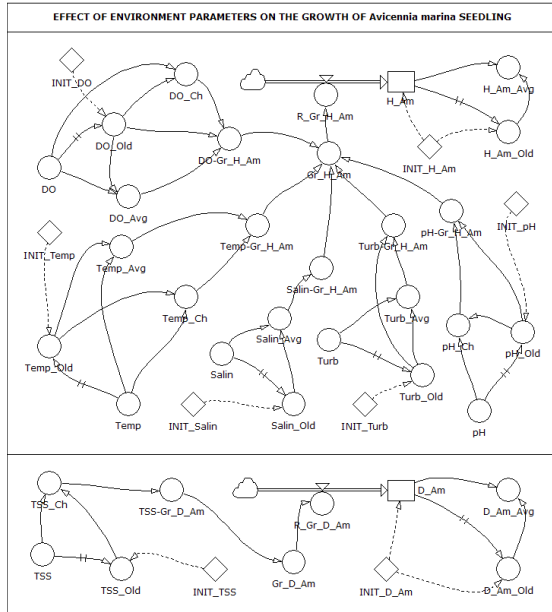 EFFECT OF ENVIRONMENT PARAMETERS ON THE GROWTH OF Avicennia marina SEEDLING
INIT_DO
DO_Ch
H_Am_Avg
R_Gr_H_Am
H_Am
DO_Old
DO-Gr_H_Am
H_Am_Old
INIT_H_Am
Gr_H_Am
DO
DO_Avg
INIT_pH
pH-Gr_H_Am
Temp-Gr_H_Am
Turb-Gr_H_Am
INIT_Temp
Temp_Avg
Salin-Gr_H_Am
Temp_Ch
Turb_Avg
Salin_Avg
pH_Ch
pH_Old
Temp_Old
Salin
Turb
Turb_Old
Temp
INIT_Salin
Salin_Old
INIT_Turb
pH
TSS_Ch
TSS-Gr_D_Am
D_Am
D_Am_Avg
R_Gr_D_Am
TSS
TSS_Old
INIT_TSS
Gr_D_Am
INIT_D_Am
D_Am_Old